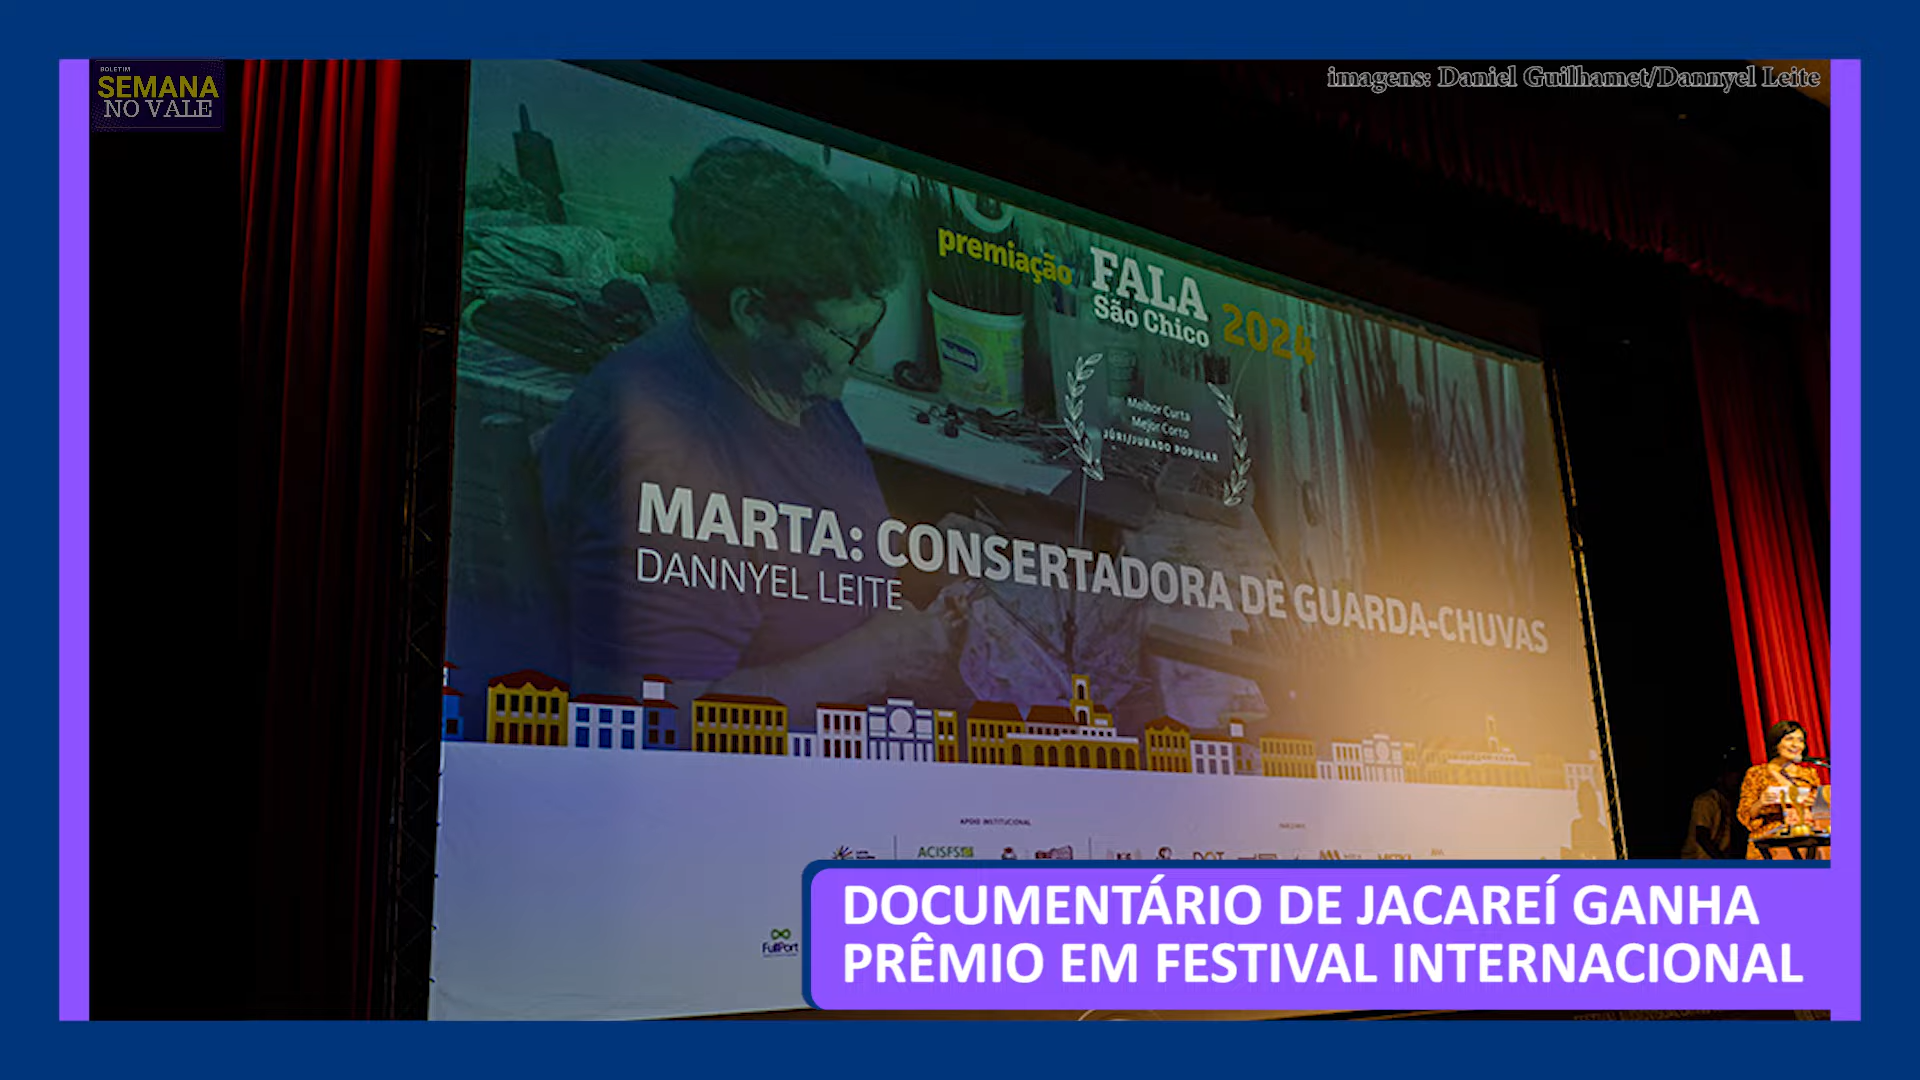 BOLETIM
SEMANA
NO VALE
imagens: Daniel Guilhamet/Dannyel Leite
premiação
FALA
São Chico
2024
Melhor Curta
Mejor Corto
JÚRI/JURADO POPULAR
MARTA: CONSERTADORA DE GUARDA-CHUVAS
DANNYEL LEITE
APOIO INSTITUCIONAL
ACISFS
FullPort
DOCUMENTÁRIO DE JACAREÍ GANHA
PRÊMIO EM FESTIVAL INTERNACIONAL